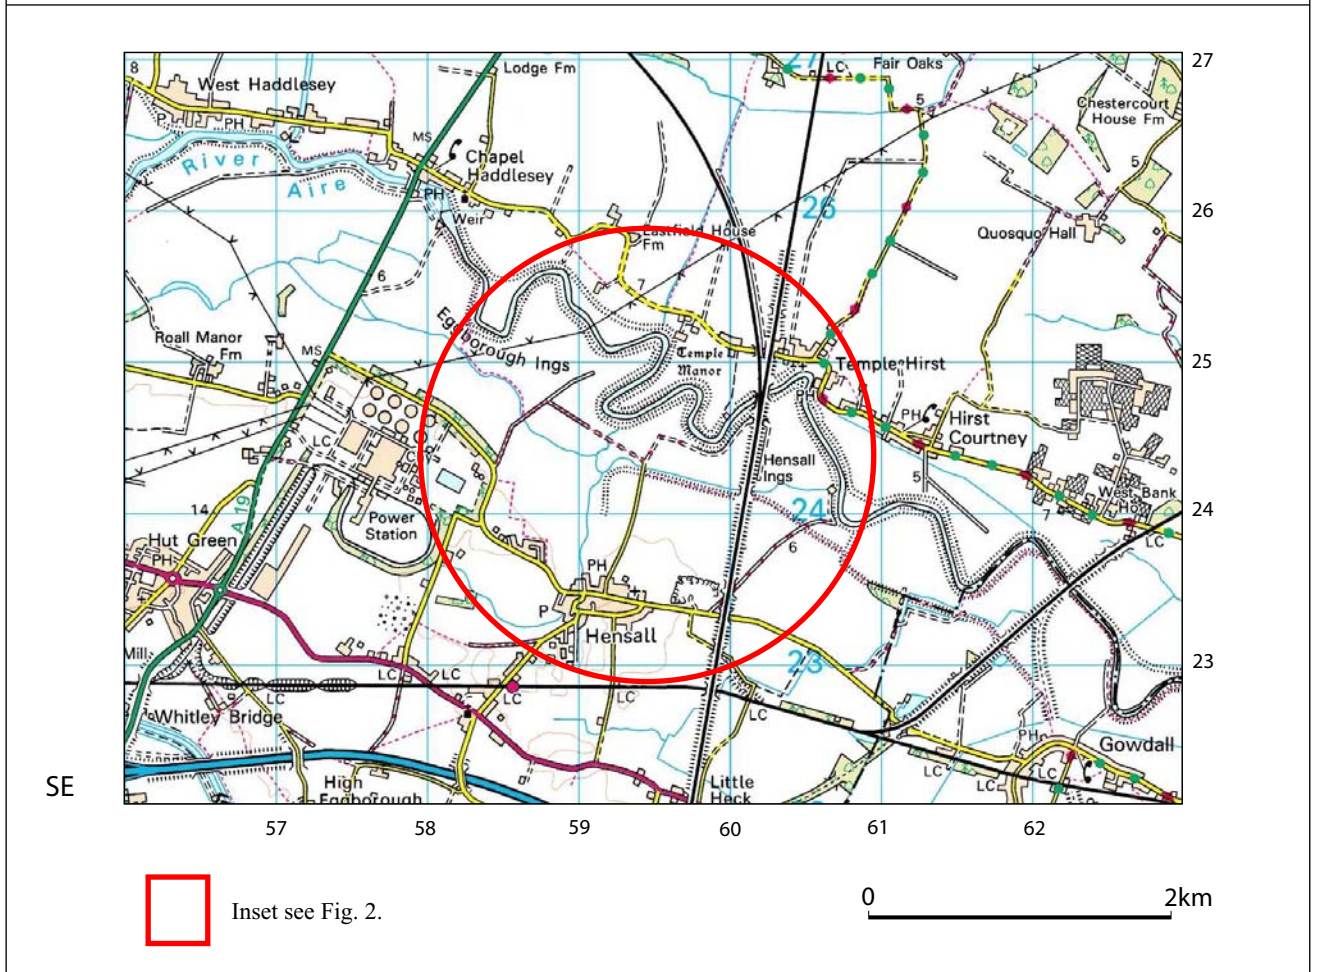 27
8
LC
Fair Oaks
Lodge Fm
West Haddlesey
5
Chestercourt
House Fm
P
PH
MS
Chapel
Haddlesey
River
Aire
PH
5
26
26
Weir
Eastfield House
Fm
Quosquo Hall
6
7
Eggborough Ings
Roall Manor
Fm
MS
Temple
Manor
25
Temple Hirst
PH
PH
Hirst
Courtney
LC
C
Hensall
Ings
5
West Bank
Ho
14
A 19
Power
Station
24
7
24
LC
Hut Green
PH
6
PH
P
Hensall
Mill
LC
LC
23
23
LC
LC
LC
LC
Whitley Bridge
PH
Gowdall
LC
LC
LC
High
Eggborough
Little
Heck
SE
57
58
59
60
61
62
Inset see Fig. 2.
0
2km